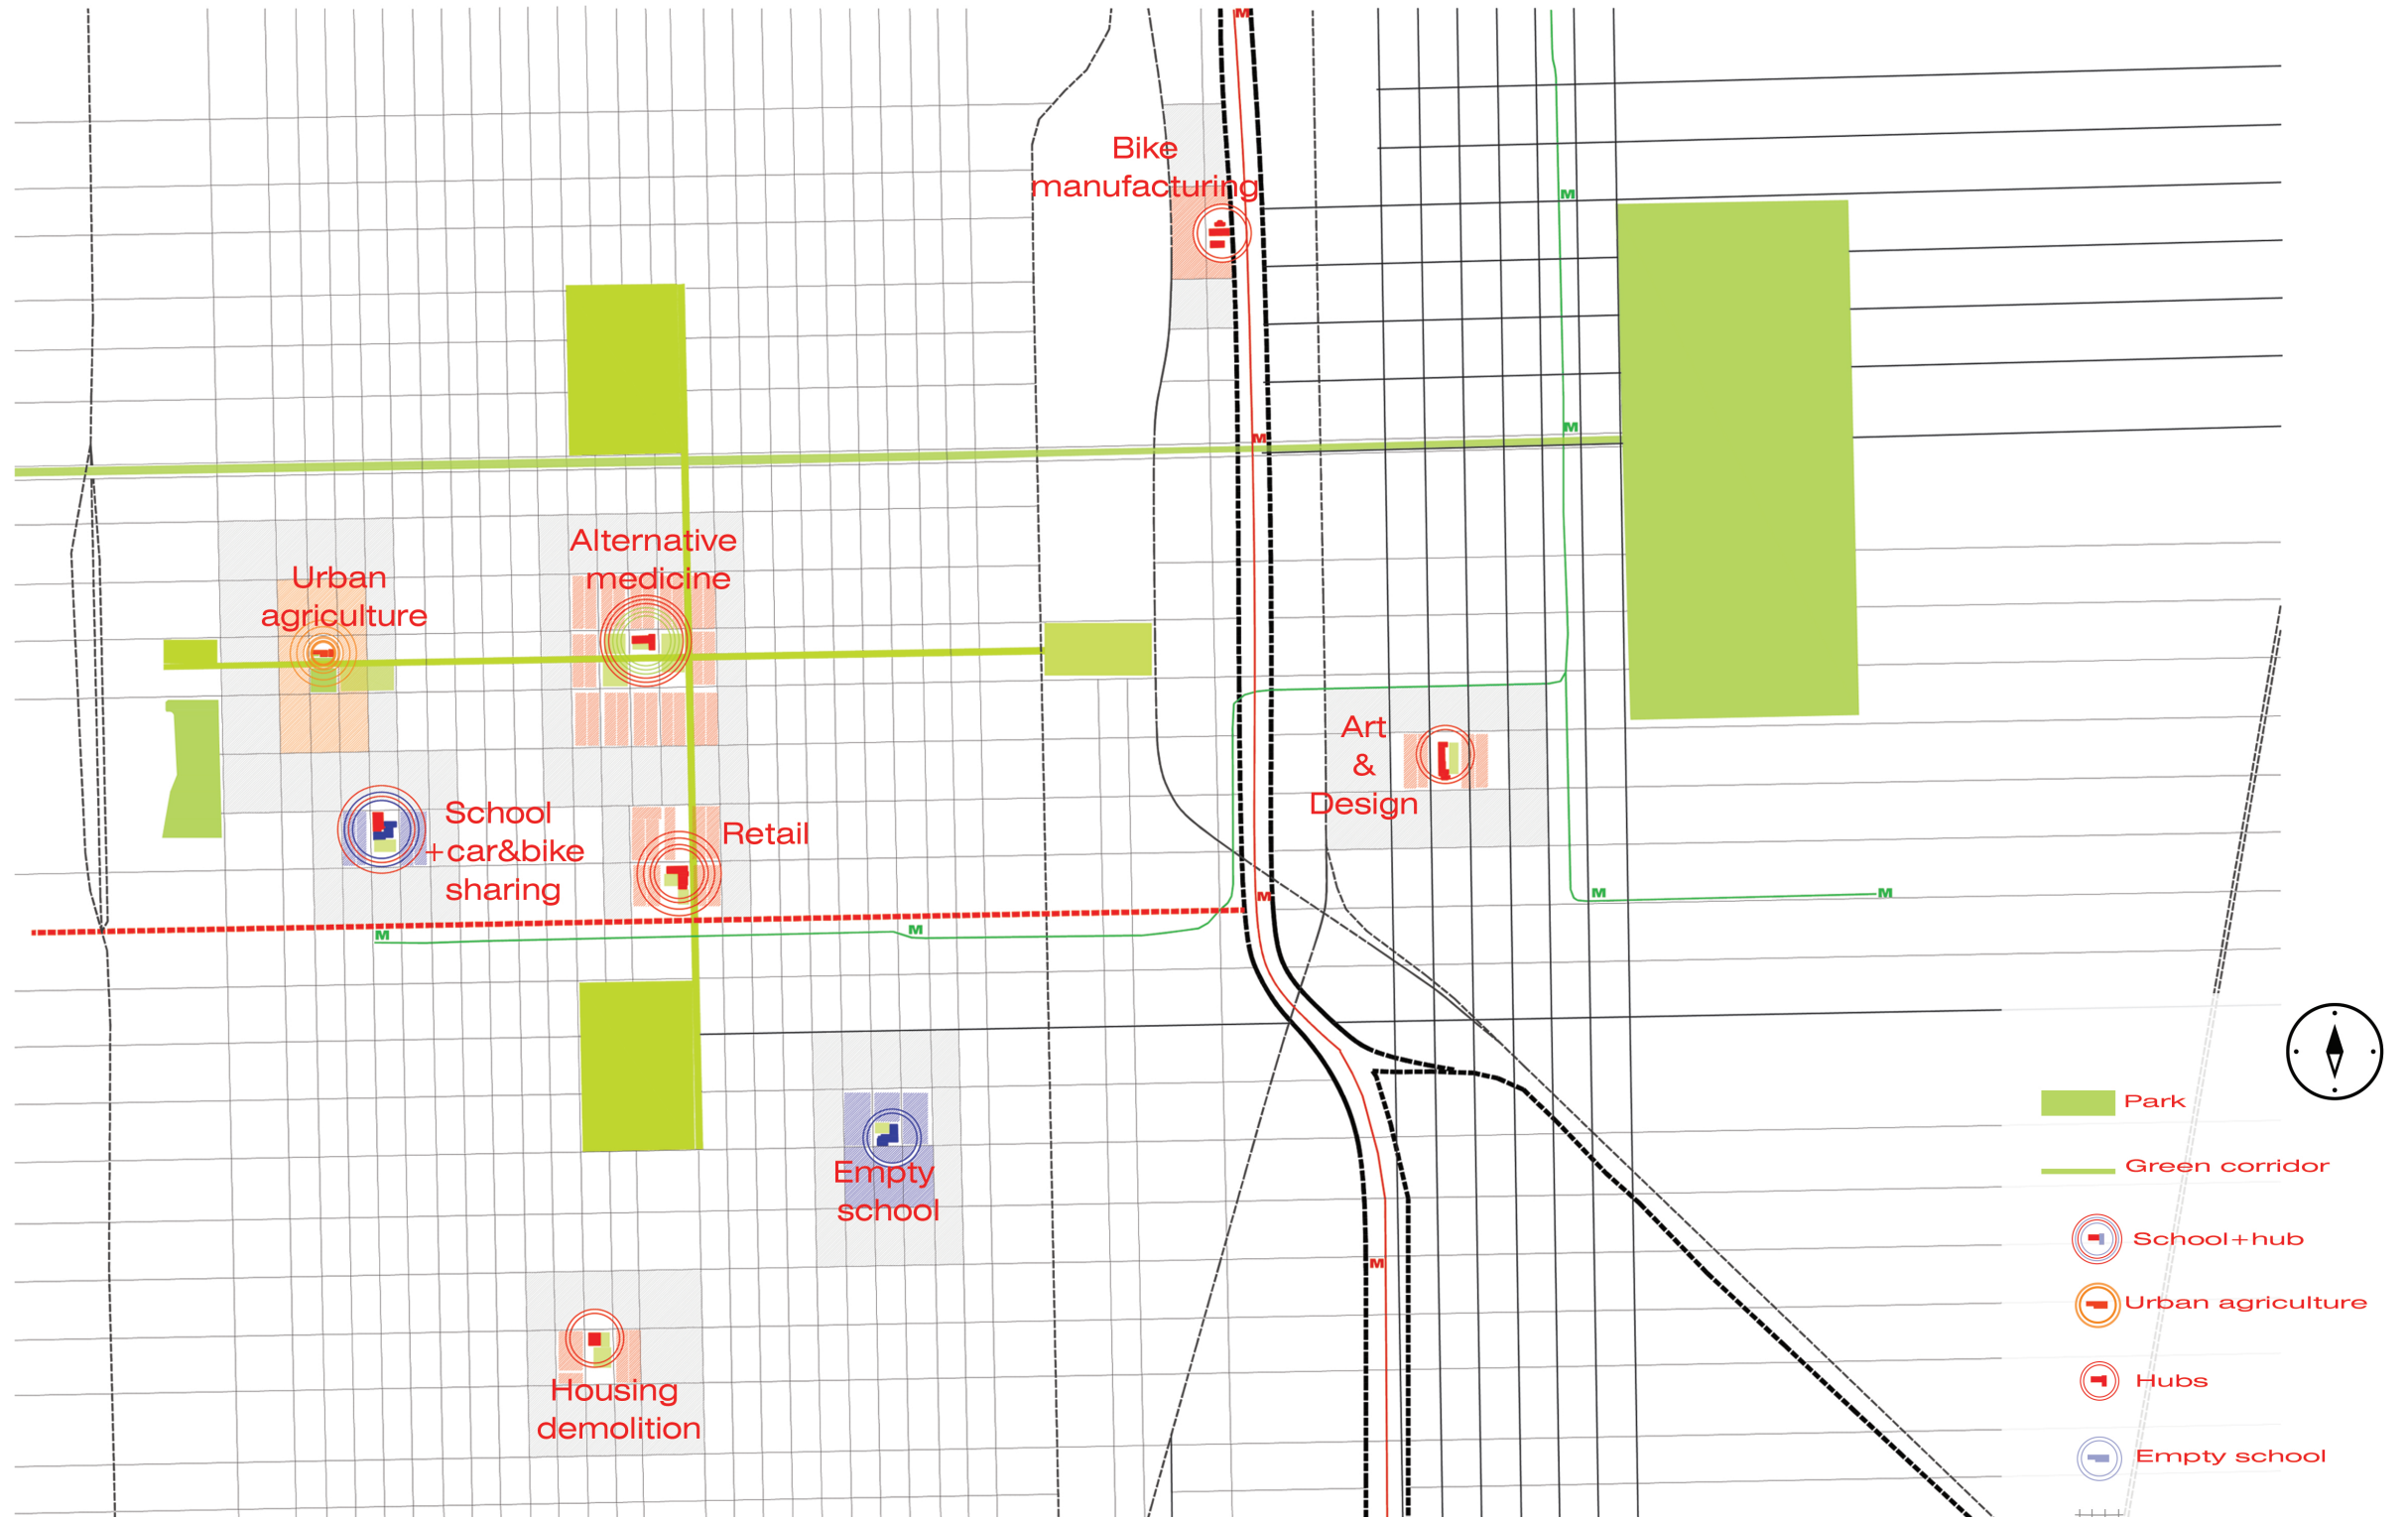 M
Bike
manufacturing
M
M
M
Alternative
medicine
Urban
agriculture
Art
&
Design
School
+car&bike
sharing
Retail
M
M
M
M
M
Empty
school
M
Housing
demolition
Park
Green corridor
School+hub
Urban agriculture
Hubs
Empty school